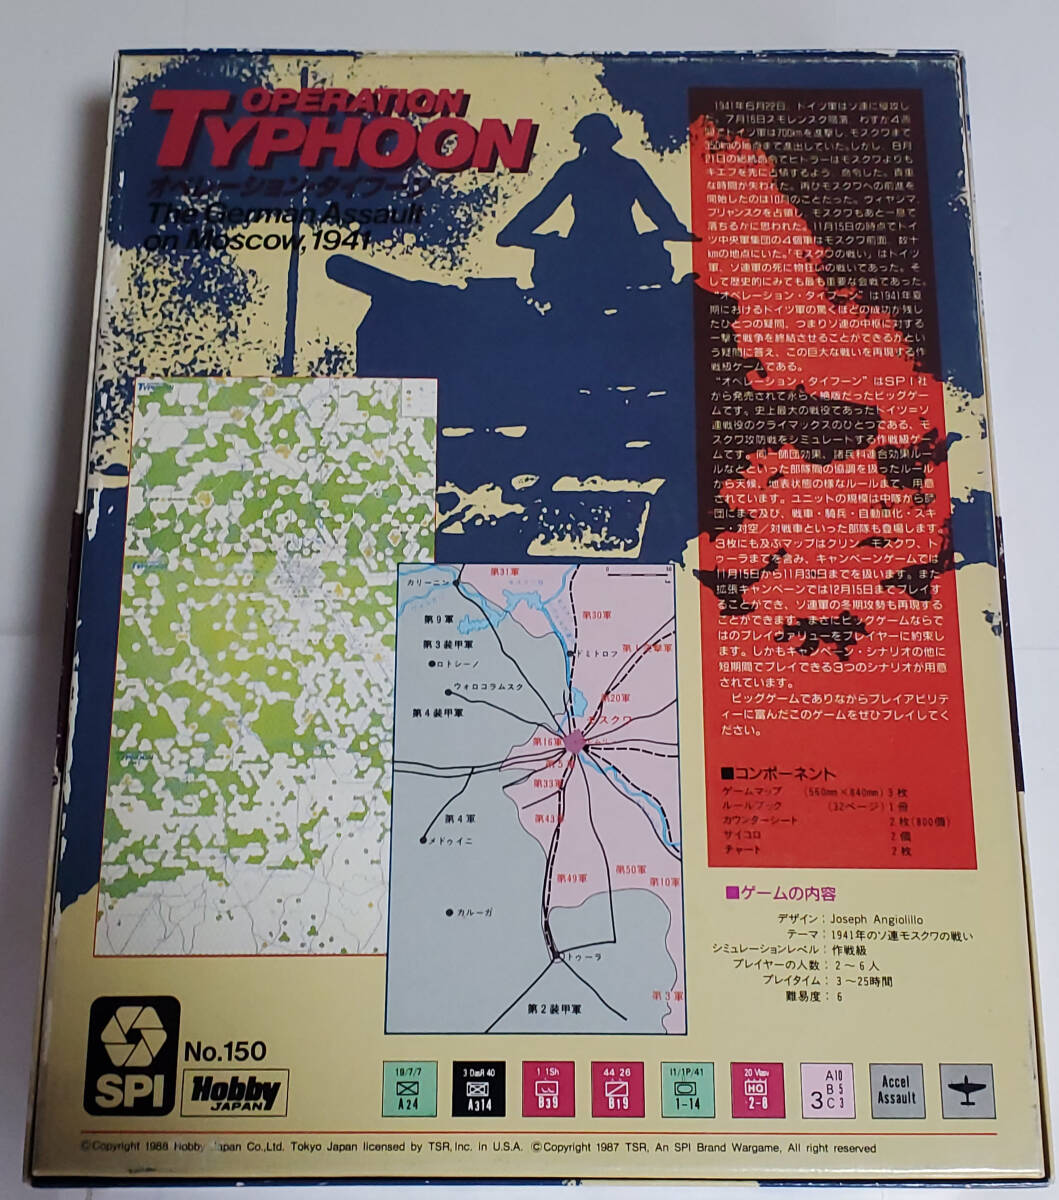 OPERATION
TYPHOON
オペレーション・タイフーン
The German Assault
on Moscow, 1941
1941年6月22日、ドイツ軍はソ連に侵攻し
た。7月16日スモレンスク陥落、わずか4週
間でドイツ軍は700kmを進撃し、モスクワまで
350kmの地点まで進出していた。しかし、8月
21日の総統命令でヒトラーはモスクワよりも
キエフを先に占領するよう、命令した。貴重
な時間が失われた。再びモスクワへの前進を
開始したのは10月のことだった。ヴィヤジマ、
ブリャンスクを占領し、モスクワもあと一息で
落ちるかに思われた。11月15日の時点でドイ
ツ中央軍集団の4個軍はモスクワ前面、数十
kmの地点にいた。「モスクワの戦い」はドイツ
軍、ソ連軍の死に物狂いの戦いであった。そ
して歴史的にみても最も重要な会戦であった。
“オペレーション・タイフーン”は1941年夏
期におけるドイツ軍の驚くほどの成功が残し
たひとつの疑問、つまりソ連の中枢に対する
一撃で戦争を終結させることができるかとい
う疑問に答え、この巨大な戦いを再現する作
戦級ゲームである。
“オペレーション・タイフーン”はSPI社
から発売されて永らく絶版だったビッグゲー
ムです。史上最大の戦役であったドイツ=ソ
連戦役のクライマックスのひとつである、モ
スクワ攻防戦をシミュレートする作戦級ゲー
ムです。同一師団効果、諸兵科連合効果ルー
ルなどといった部隊間の協調を扱ったルール
から天候、地表状態の様なルールまで、用意
されています。ユニットの規模は中隊から師
団にまで及び、戦車・騎兵・自動車化・スキ
ー・対空/対戦車といった部隊も登場します。
3枚にも及ぶマップはクリン、モスクワ、ト
ゥーラまでを含み、キャンペーンゲームでは
11月15日から11月30日までを扱います。また
拡張キャンペーンでは12月15日までプレイす
ることができ、ソ連軍の冬期攻勢も再現する
ことができます。まさにビッグゲームならで
はのプレイヴァリューをプレイヤーに約束し
ます。しかもキャンペーン・シナリオの他に
短期間でプレイできる3つのシナリオが用意
されています。
ビッグゲームでありながらプレイアビリテ
ィーに富んだこのゲームをぜひプレイしてく
ださい。
■コンポーネント
ゲームマップ (550mm×840mm) 3枚
ルールブック (32ページ) 1冊
カウンターシート 2枚(800個)
サイコロ 2個
チャート 2枚
■ゲームの内容
デザイン:Joseph Angiolillo
テーマ:1941年のソ連モスクワの戦い
シミュレーションレベル:作戦級
プレイヤーの人数:2~6人
プレイタイム:3~25時間
難易度:6
TYPHOON
TYPHOON
TYPHOON
カリーニン
第31軍
第9軍
第30軍
第3装甲軍
ロトシーノ
ドミトロフ
ウォロコラムスク
第20軍
第4装甲軍
モスクワ
第16軍
第5軍
第33軍
第4軍
第43軍
メドゥイニ
第50軍
第49軍
第10軍
カルーガ
トゥーラ
第3軍
第2装甲軍
SPI
No.150
Hobby
JAPAN
19/7/7
A24
3 DasR 40
A314
1 1Sh
B39
44 26
B19
11/1P/41
1-14
20 Vlasv
HQ
2-8
3
A10
B5
C3
Accel
Assault
©Copyright 1988 Hobby Japan Co.,Ltd. Tokyo Japan licensed by TSR, Inc. in U.S.A. ©Copyright 1987 TSR, An SPI Brand Wargame, All right reserved